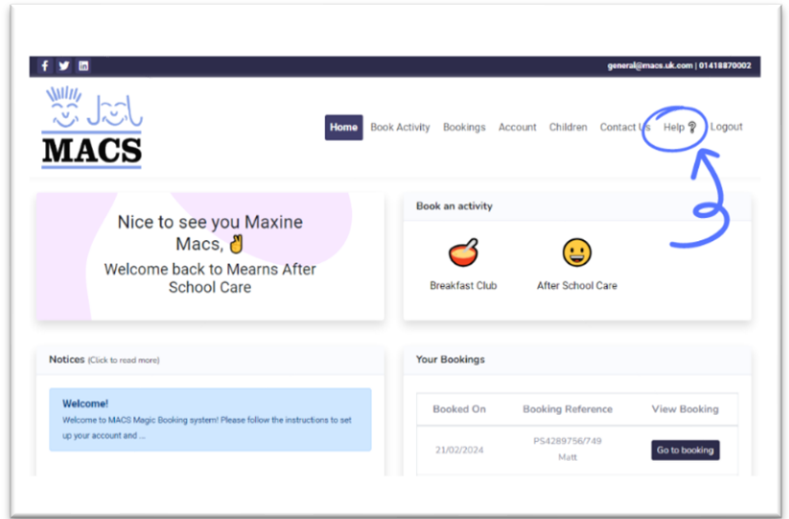 general@macs.uk.com | 01418870002
MACS
Home Book Activity Bookings Account Children Contact Us Help Logout
Nice to see you Maxine
Macs,
Welcome back to Mearns After
School Care
Book an activity
Breakfast Club After School Care
Notices (Click to read more)
Welcome!
Welcome to MACS Magic Booking system! Please follow the instructions to set
up your account and ...
Your Bookings
Booked On Booking Reference View Booking
21/02/2024 PS4289756/749 Go to booking
Matt